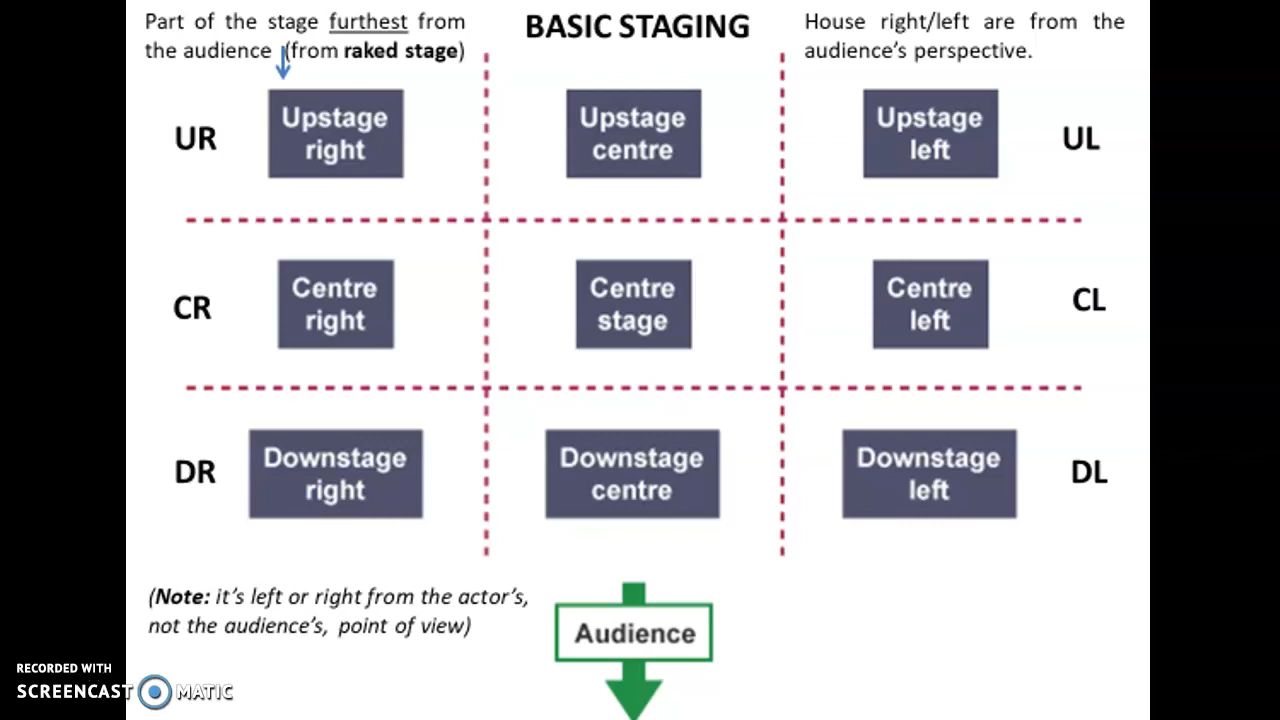 Part of the stage furthest from
the audience (from raked stage)
BASIC STAGING
House right/left are from the
audience's perspective.
UR
Upstage
right
Upstage
centre
Upstage
left
UL
CR
Centre
right
Centre
stage
Centre
left
CL
DR
Downstage
right
Downstage
centre
Downstage
left
DL
(Note: it's left or right from the actor's,
not the audience's, point of view)
Audience
RECORDED WITH
SCREENCAST MATIC